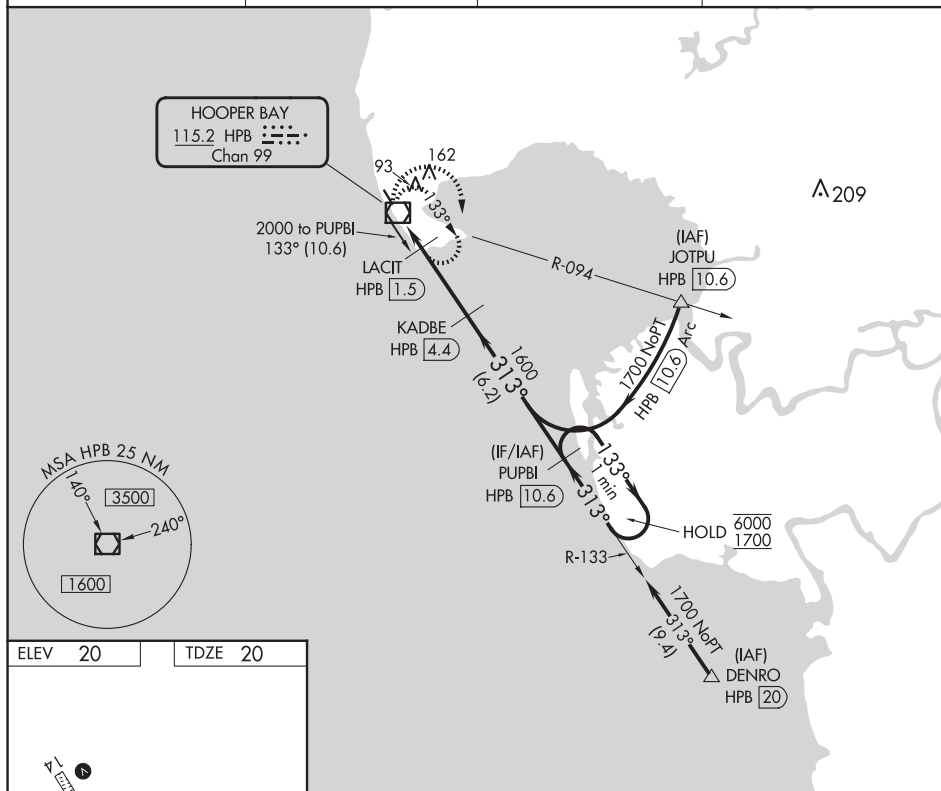 HOOPER BAY
115.2 HPB
Chan 99
93
162
133°
209
2000 to PUPBI
133° (10.6)
LACIT
HPB 1.5
R-094
(IAF)
JOTPU
HPB 10.6
KADBE
HPB 4.4
1600
313°
(6.2)
1700 NoPT
HPB 10.6 Arc
(IF/IAF)
PUPBI
HPB 10.6
133°
1 min
313°
HOLD 6000
1700
R-133
1700 NoPT
313°
(9.4)
(IAF)
DENRO
HPB 20
MSA HPB 25 NM
140°
3500
240°
1600
ELEV 20
TDZE 20
14
V